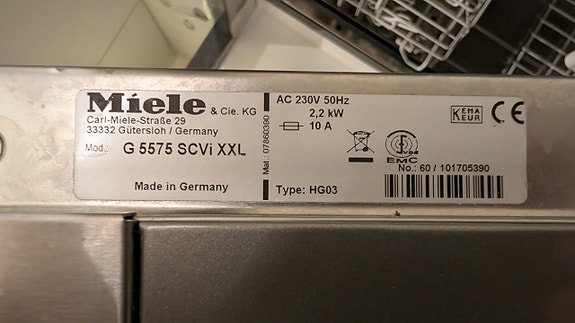 Miele & Cie. KG
Carl-Miele-Straße 29
33332 Gütersloh / Germany
Mod.: G 5575 SCVi XXL
Made in Germany
Mat.: 07860390
AC 230V 50Hz
2,2 kW
10 A
Type: HG03
KEMA
KEUR
CE
EMC
No.: 60 / 101705390